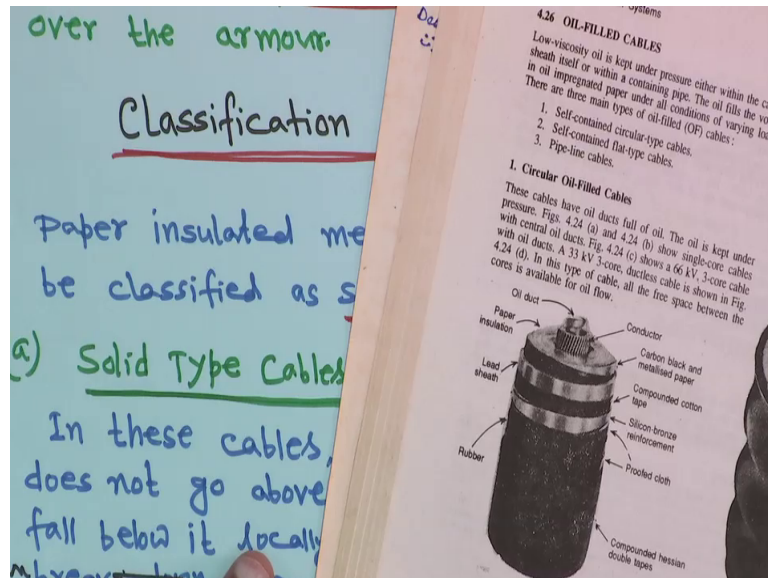 over the armour.
Classification
Paper insulated me
be classified as s
(a) Solid Type Cables
In these cables,
does not go above
fall below it locally
Systems
4.26 OIL-FILLED CABLES
Low-viscosity oil is kept under pressure either within the ca
sheath itself or within a containing pipe. The oil fills the vo
in oil impregnated paper under all conditions of varying loa
There are three main types of oil-filled (OF) cables :
1. Self-contained circular-type cables.
2. Self-contained flat-type cables.
3. Pipe-line cables.
1. Circular Oil-Filled Cables
These cables have oil ducts full of oil. The oil is kept under
pressure. Figs. 4.24 (a) and 4.24 (b) show single-core cables
with central oil ducts. Fig. 4.24 (c) shows a 66 kV, 3-core cable
with oil ducts. A 33 kV 3-core, ductless cable is shown in Fig.
4.24 (d). In this type of cable, all the free space between the
cores is available for oil flow.
Oil duct
Paper
insulation
Conductor
Lead
sheath
Carbon black and
metallised paper
Compounded cotton
tape
Silicon-bronze
reinforcement
Rubber
Proofed cloth
Compounded hessian
double tapes